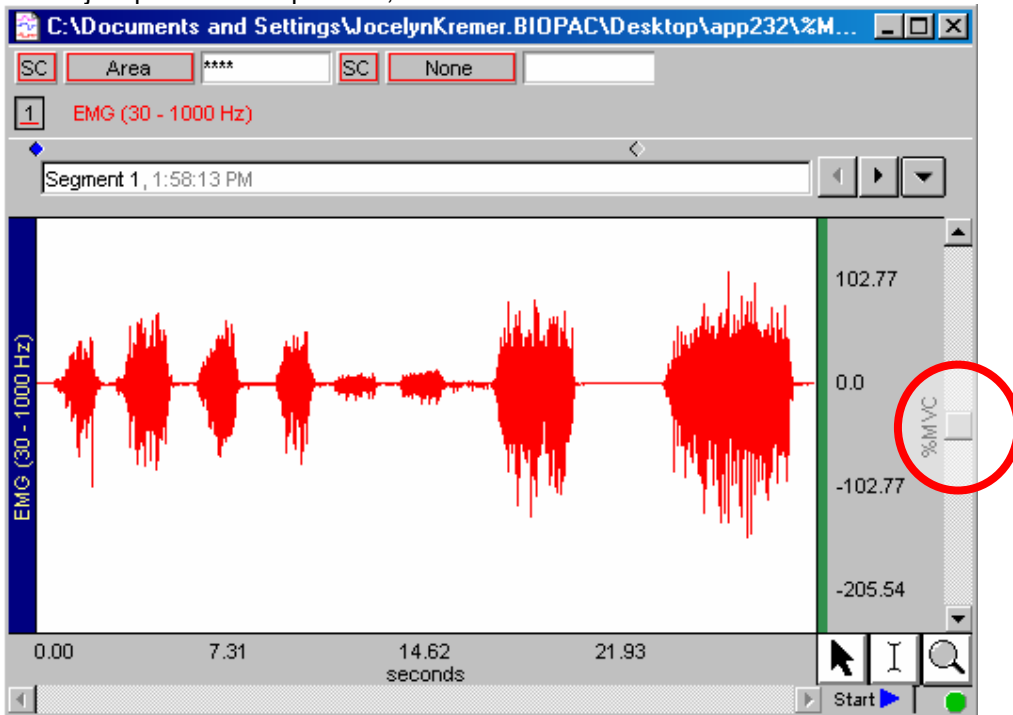 C:\Documents and Settings\JocelynKremer.BIOPAC\Desktop\app232\%M...
SC Area **** SC None
1 EMG (30 - 1000 Hz)
Segment 1, 1:58:13 PM
EMG (30 - 1000 Hz)
102.77
0.0
-102.77
-205.54
%MVC
0.00 7.31 14.62 21.93
seconds
Start